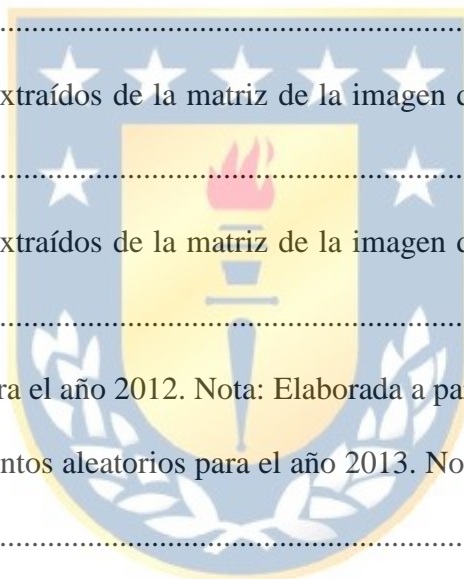 ................................................................
xtraídos de la matriz de la imagen
................................................................
xtraídos de la matriz de la imagen
................................................................
ra el año 2012. Nota: Elaborada a pa
ntos aleatorios para el año 2013. No
................................................................